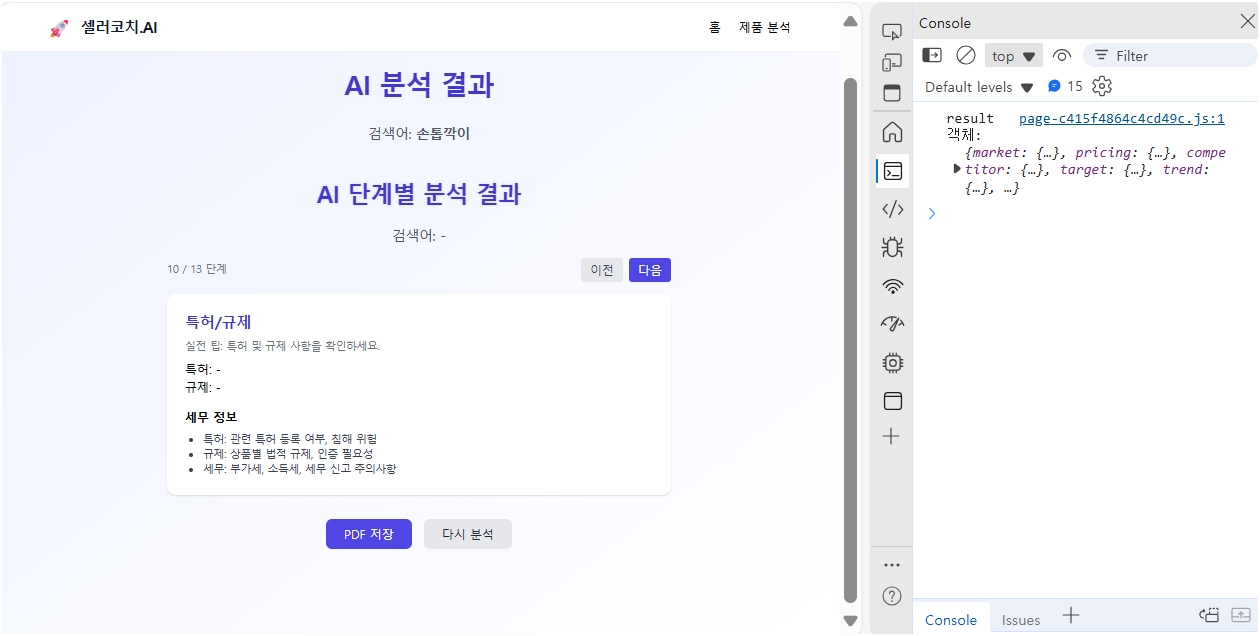 셀러코치.AI
홈
제품 분석
AI 분석 결과
검색어: 손톱깎이
AI 단계별 분석 결과
검색어: -
10 / 13 단계
이전
다음
특허/규제
실전 팁: 특허 및 규제 사항을 확인하세요.
특허: -
규제: -
세무 정보
특허: 관련 특허 등록 여부, 침해 위험
규제: 상품별 법적 규제, 인증 필요성
세무: 부가세, 소득세, 세무 신고 주의사항
PDF 저장
다시 분석
Console
top
Filter
Default levels
15
result page-c415f4864c4cd49c.js:1
객체:
{market: {…}, pricing: {…}, compe
titor: {…}, target: {…}, trend:
{…}, …}
Console
Issues